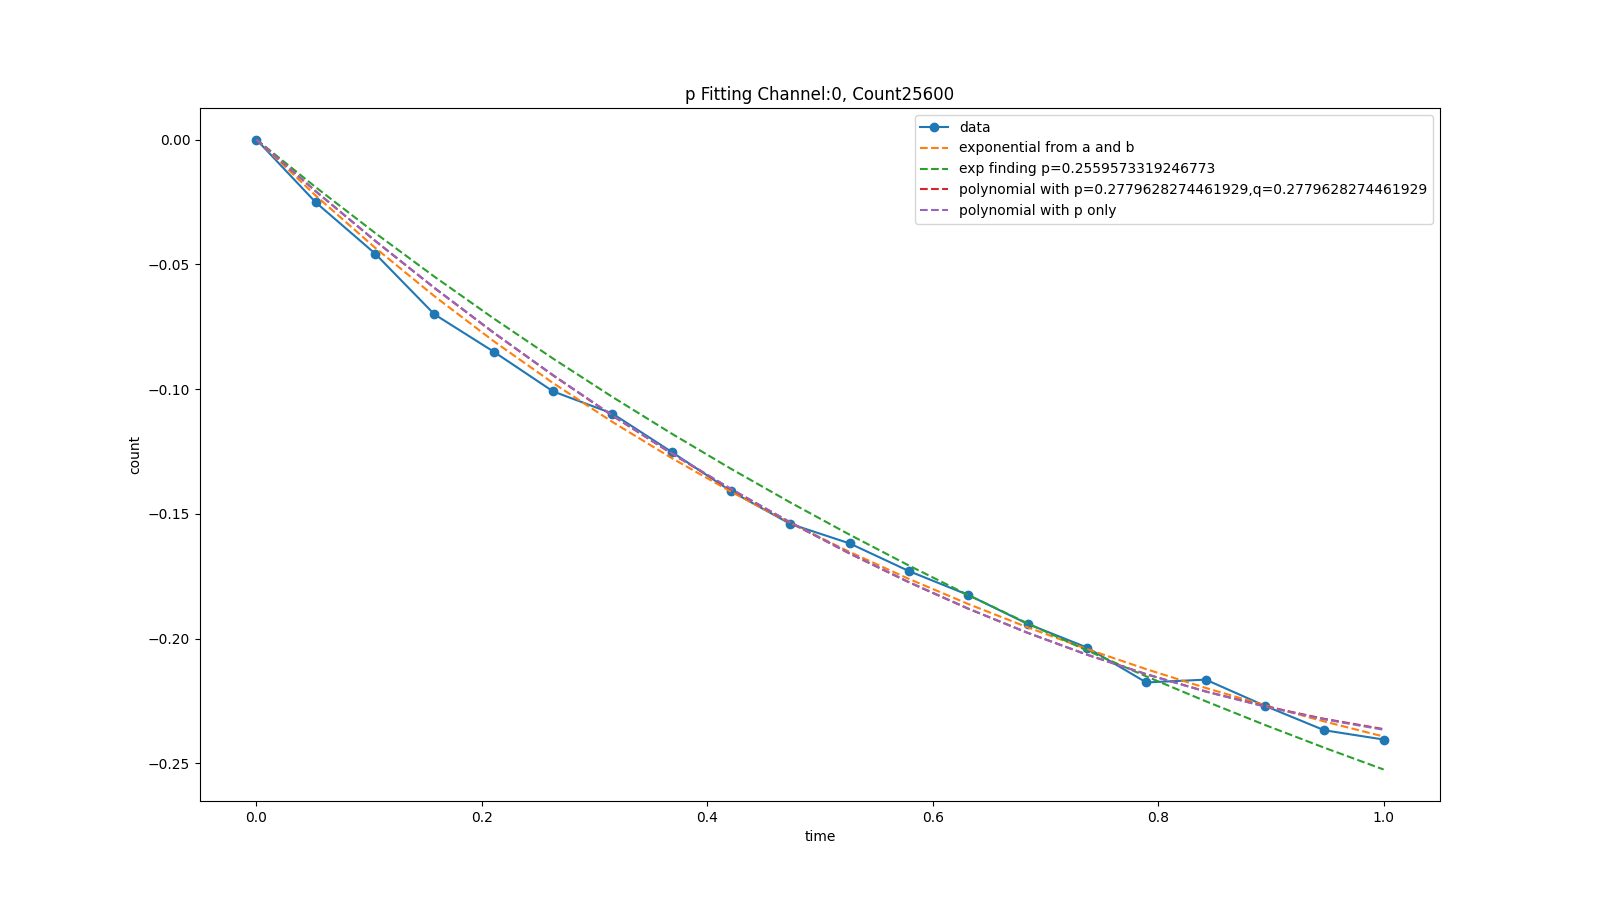 p Fitting Channel:0, Count25600
data
exponential from a and b
exp finding p=0.2559573319246773
polynomial with p=0.2779628274461929,q=0.2779628274461929
polynomial with p only
0.00
−0.05
−0.10
−0.15
−0.20
−0.25
count
0.0 0.2 0.4 0.6 0.8 1.0
time